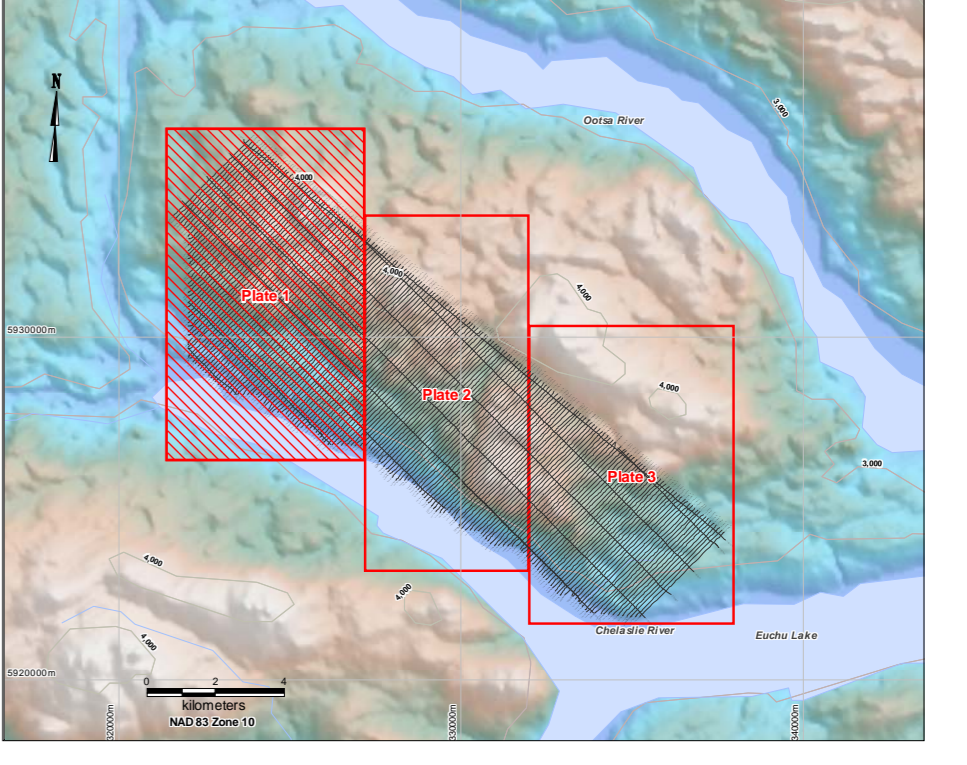 N
Ootsa River
3,000
4,000
Plate 1
4,000
4,000
5930000m
Plate 2
4,000
Plate 3
3,000
4,000
4,000
4,000
Chelaslie River
Euchu Lake
5920000m
0 2 4
kilometers
NAD 83 Zone 10
320000m
330000m
340000m